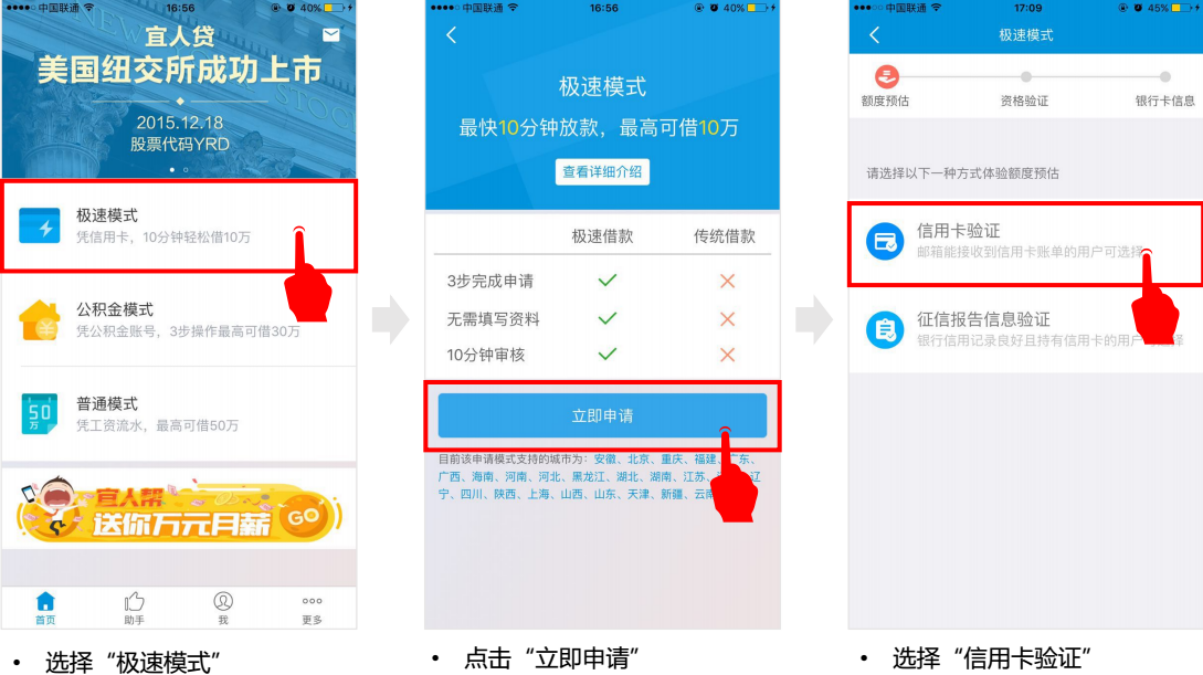 中国联通 16:56 40%
宜人贷
美国纽交所成功上市
2015.12.18
股票代码YRD
极速模式
凭信用卡，10分钟轻松借10万
公积金模式
凭公积金账号，3步操作最高可借30万
50
万
普通模式
凭工资流水，最高可借50万
宜人帮
送你万元月薪
GO
首页 助手 我 更多
• 选择“极速模式”
中国联通 16:56 40%
极速模式
最快10分钟放款，最高可借10万
查看详细介绍
极速借款 传统借款
3步完成申请
无需填写资料
10分钟审核
立即申请
目前该申请模式支持的城市为：安徽、北京、重庆、福建、广东、
广西、海南、河南、河北、黑龙江、湖北、湖南、江苏、辽
宁、四川、陕西、上海、山西、山东、天津、新疆、云南
• 点击“立即申请”
中国联通 17:09 45%
极速模式
额度预估 资格验证 银行卡信息
请选择以下一种方式体验额度预估
信用卡验证
邮箱能接收到信用卡账单的用户可选择
征信报告信息验证
银行信用记录良好且持有信用卡的用户择
• 选择“信用卡验证”